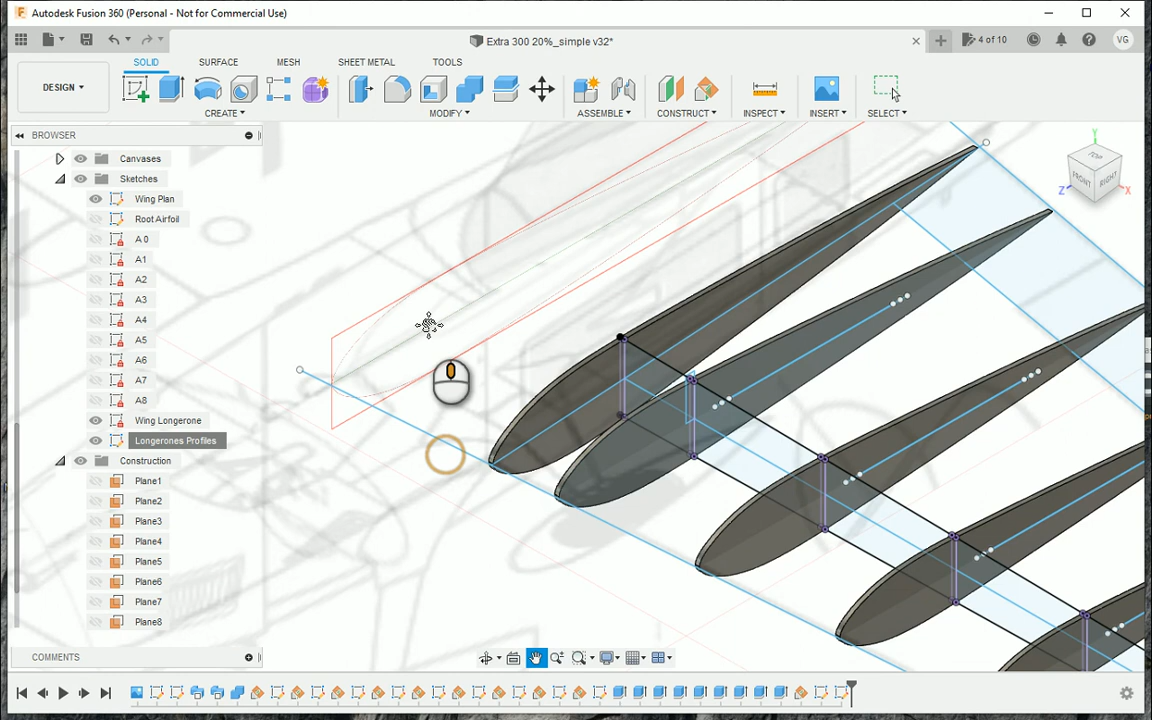 Autodesk Fusion 360 (Personal - Not for Commercial Use)
Extra 300 20%_simple v32*
4 of 10
VG
DESIGN
SOLID SURFACE MESH SHEET METAL TOOLS
CREATE MODIFY ASSEMBLE CONSTRUCT INSPECT INSERT SELECT
BROWSER
Canvases
Sketches
Wing Plan
Root Airfoil
A 0
A1
A2
A3
A4
A5
A6
A7
A8
Wing Longerone
Longerones Profiles
Construction
Plane1
Plane2
Plane3
Plane4
Plane5
Plane6
Plane7
Plane8
COMMENTS
TOP
FRONT
RIGHT
Y
Z
X